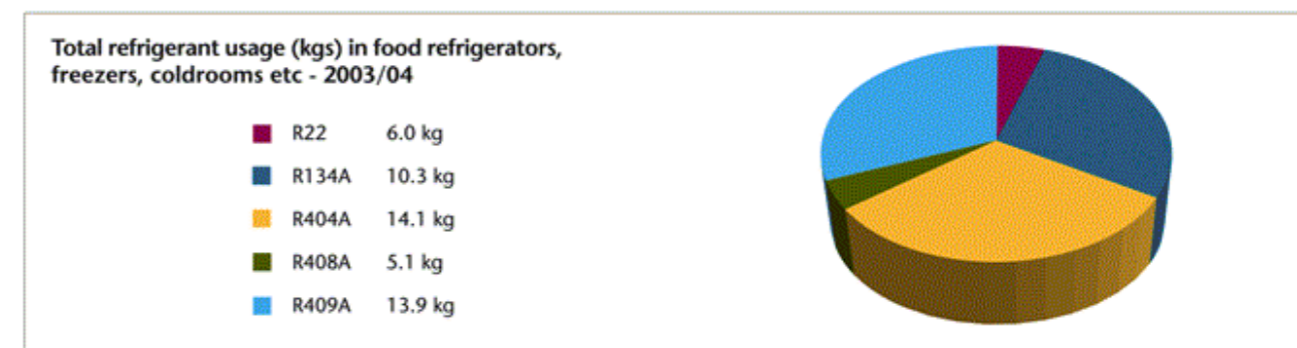 Total refrigerant usage (kgs) in food refrigerators,
freezers, coldrooms etc - 2003/04
R22 6.0 kg
R134A 10.3 kg
R404A 14.1 kg
R408A 5.1 kg
R409A 13.9 kg